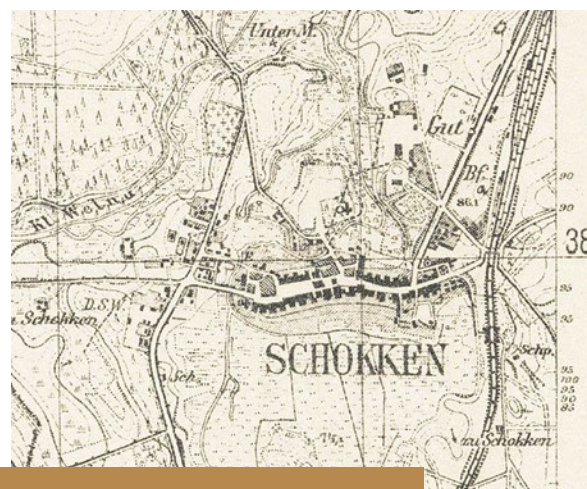 Unter M.
Gut
Bf.
86.1
Kl. Welna
90
90
38
95
95
D.S.W.
Schokken
SCHOKKEN
Sch.
Schp.
95
100
95
90
85
zu Schokken